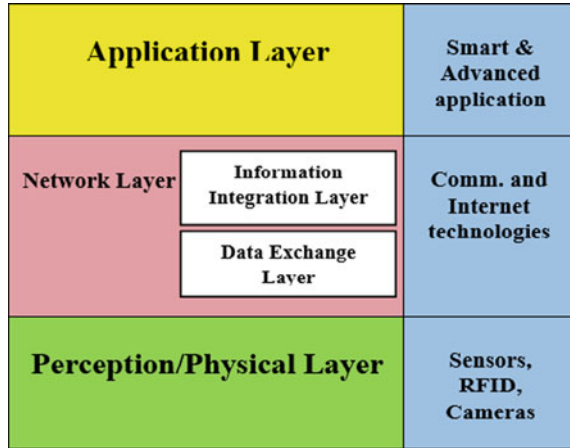 Application Layer
Smart &
Advanced
application
Network Layer
Information
Integration Layer
Data Exchange
Layer
Comm. and
Internet
technologies
Perception/Physical Layer
Sensors,
RFID,
Cameras